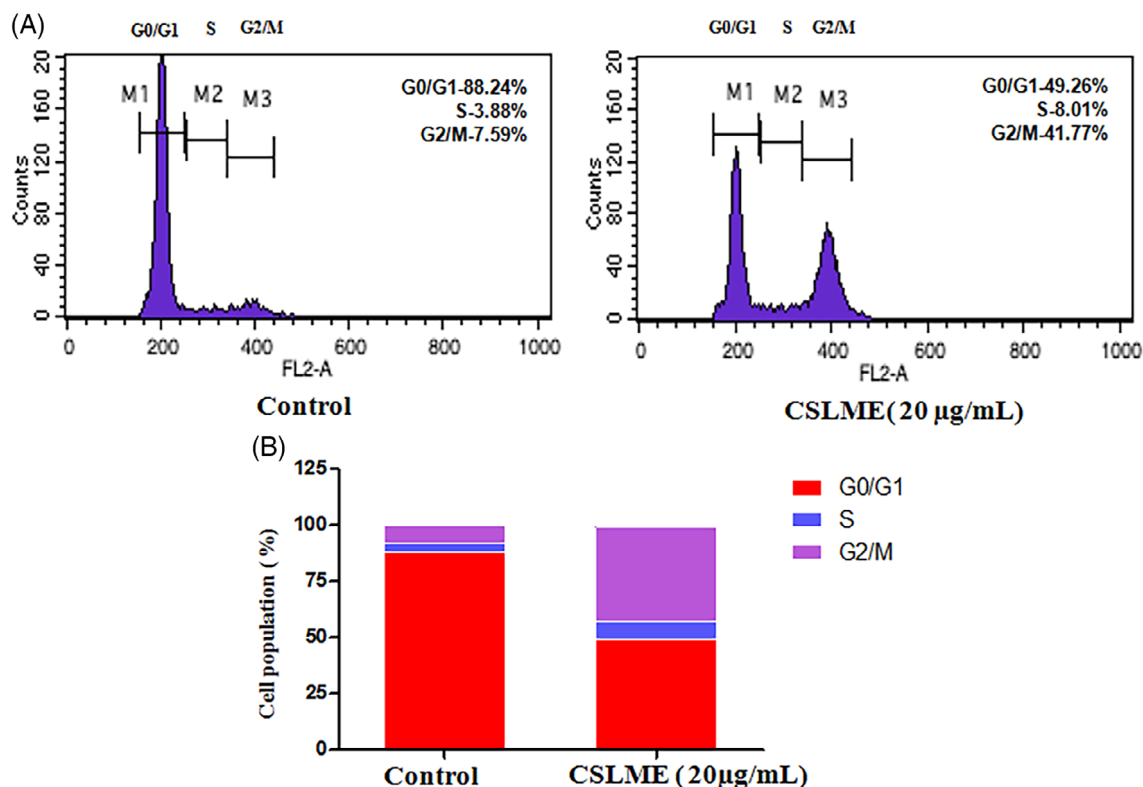 (A)
G0/G1 S G2/M
20
160
120
80
40
0
Counts
M1 M2 M3
G0/G1-88.24%
S-3.88%
G2/M-7.59%
0 200 400 600 800 1000
FL2-A
Control
G0/G1 S G2/M
20
160
120
80
40
0
Counts
M1 M2 M3
G0/G1-49.26%
S-8.01%
G2/M-41.77%
0 200 400 600 800 1000
FL2-A
CSLME(20 µg/mL)
(B)
125
100
75
50
25
0
Cell population (%)
Control CSLME (20µg/mL)
G0/G1
S
G2/M